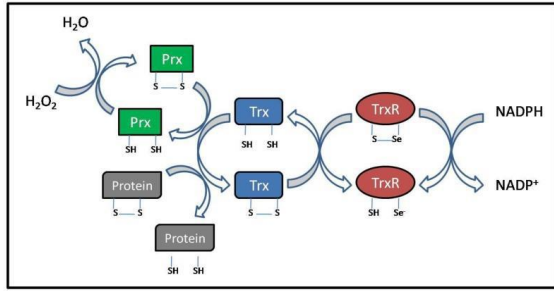 H₂O
Prx
S S
H₂O₂
Prx
SH SH
Trx
SH SH
TrxR
S Se
NADPH
Protein
S S
Trx
S S
TrxR
SH Se⁻
NADP⁺
Protein
SH SH